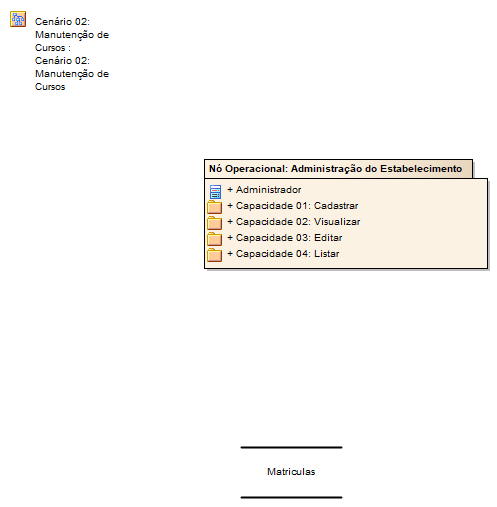 Cenário 02:
Manutenção de
Cursos :
Cenário 02:
Manutenção de
Cursos
Nó Operacional: Administração do Estabelecimento
+ Administrador
+ Capacidade 01: Cadastrar
+ Capacidade 02: Visualizar
+ Capacidade 03: Editar
+ Capacidade 04: Listar
Matriculas